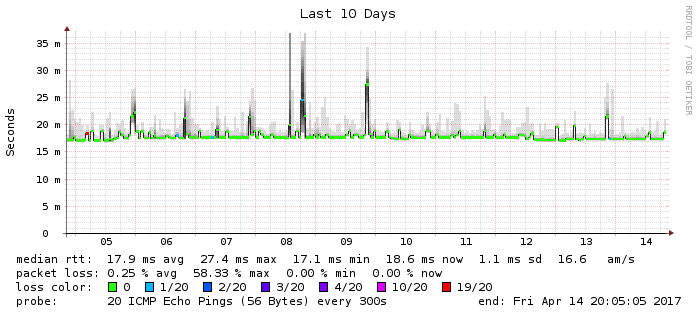 Last 10 Days
RRDTOOL / TOBI OETIKER
Seconds
35 m
30 m
25 m
20 m
15 m
10 m
5 m
0
05 06 07 08 09 10 11 12 13 14
median rtt: 17.9 ms avg 27.4 ms max 17.1 ms min 18.6 ms now 1.1 ms sd 16.6 am/s
packet loss: 0.25 % avg 58.33 % max 0.00 % min 0.00 % now
loss color: 0 1/20 2/20 3/20 4/20 10/20 19/20
probe: 20 ICMP Echo Pings (56 Bytes) every 300s end: Fri Apr 14 20:05:05 2017